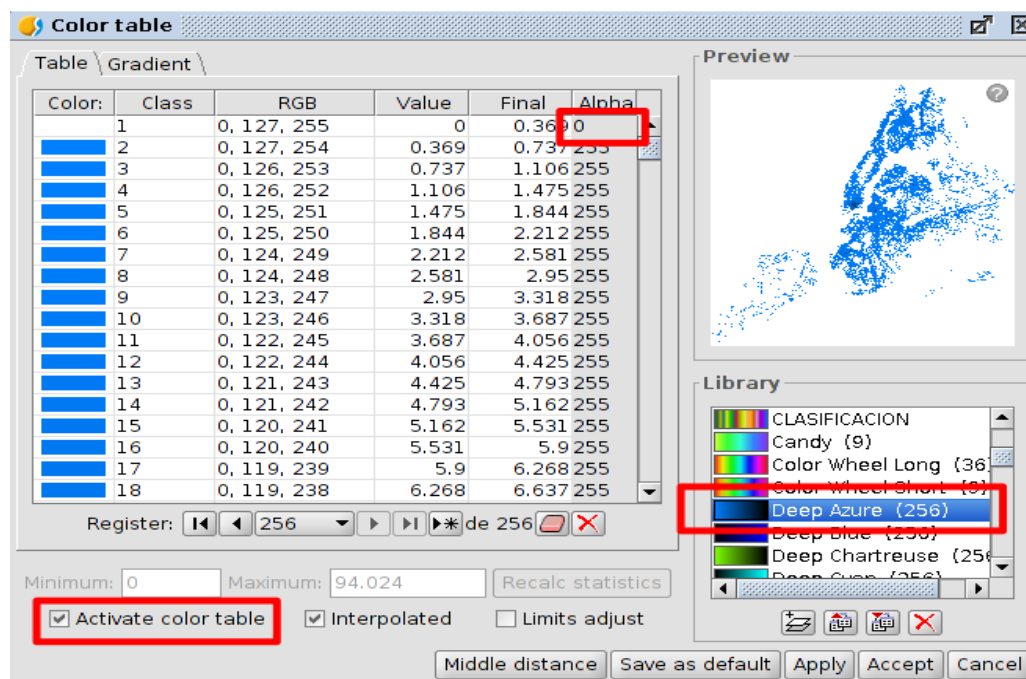 Color table
Table Gradient
Color: Class RGB Value Final Alpha
1 0, 127, 255 0 0.369 0
2 0, 127, 254 0.369 0.737 255
3 0, 126, 253 0.737 1.106 255
4 0, 126, 252 1.106 1.475 255
5 0, 125, 251 1.475 1.844 255
6 0, 125, 250 1.844 2.212 255
7 0, 124, 249 2.212 2.581 255
8 0, 124, 248 2.581 2.95 255
9 0, 123, 247 2.95 3.318 255
10 0, 123, 246 3.318 3.687 255
11 0, 122, 245 3.687 4.056 255
12 0, 122, 244 4.056 4.425 255
13 0, 121, 243 4.425 4.793 255
14 0, 121, 242 4.793 5.162 255
15 0, 120, 241 5.162 5.531 255
16 0, 120, 240 5.531 5.9 255
17 0, 119, 239 5.9 6.268 255
18 0, 119, 238 6.268 6.637 255
Register: 256 de 256
Minimum: 0 Maximum: 94.024 Recalc statistics
Activate color table Interpolated Limits adjust
Preview
?
Library
CLASIFICACION
Candy (9)
Color Wheel Long (36)
Color Wheel Short (9)
Deep Azure (256)
Deep Blue (256)
Deep Chartreuse (256
Deep Cyan (256)
Middle distance Save as default Apply Accept Cancel